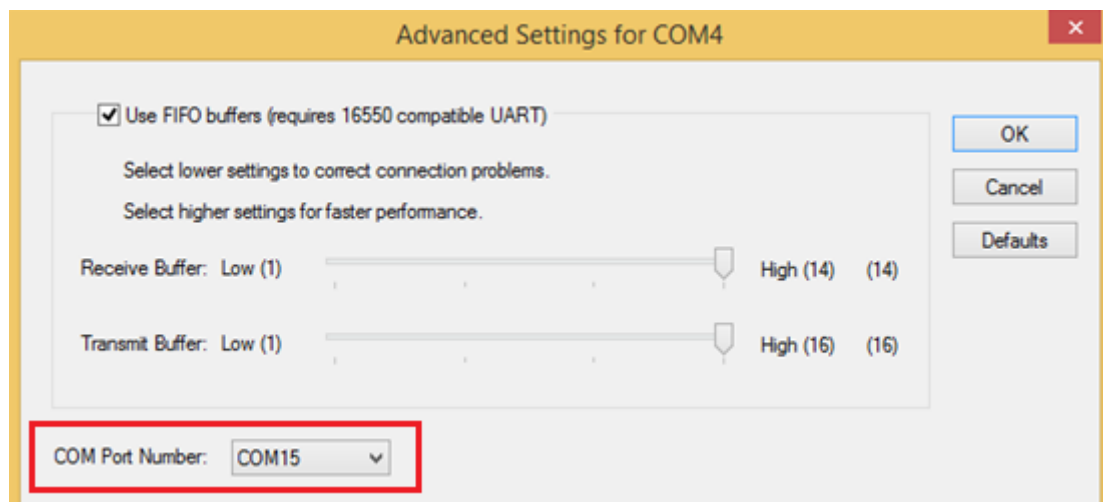 Advanced Settings for COM4
Use FIFO buffers (requires 16550 compatible UART)
OK
Select lower settings to correct connection problems.
Cancel
Select higher settings for faster performance.
Defaults
Receive Buffer: Low (1) High (14) (14)
Transmit Buffer: Low (1) High (16) (16)
COM Port Number: COM15